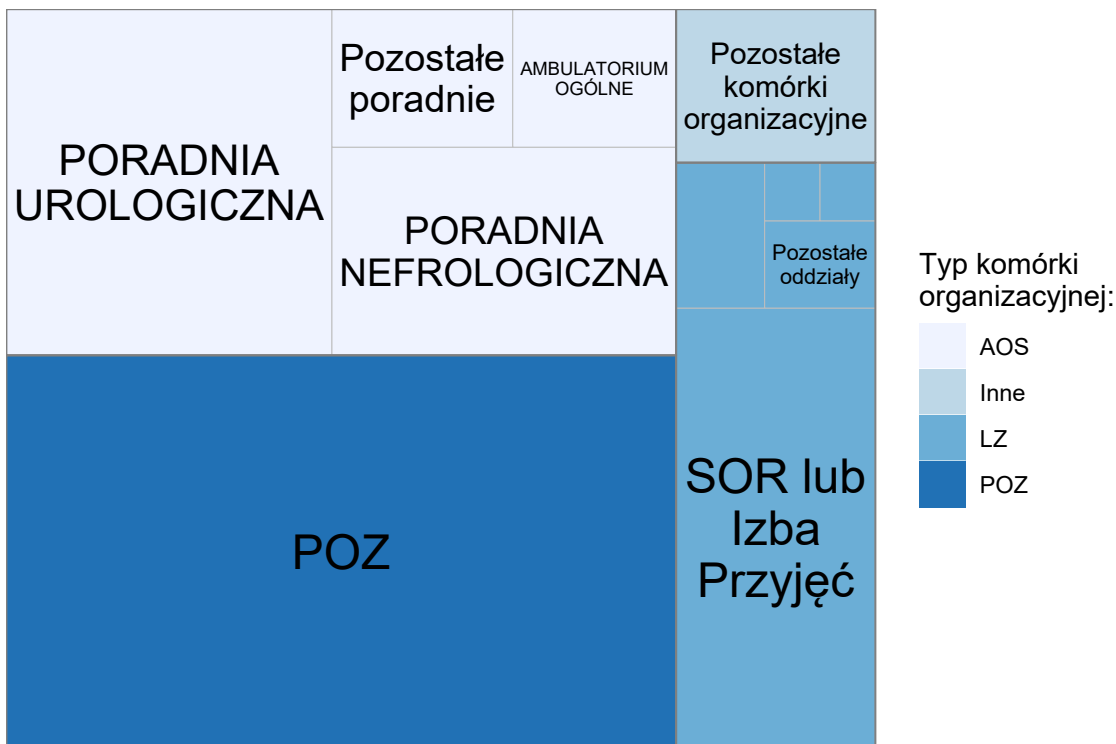 PORADNIA
UROLOGICZNA
Pozostałe
poradnie
AMBULATORIUM
OGÓLNE
PORADNIA
NEFROLOGICZNA
POZ
Pozostałe
komórki
organizacyjne
Pozostałe
oddziały
SOR lub
Izba
Przyjęć
Typ komórki
organizacyjnej:
AOS
Inne
LZ
POZ